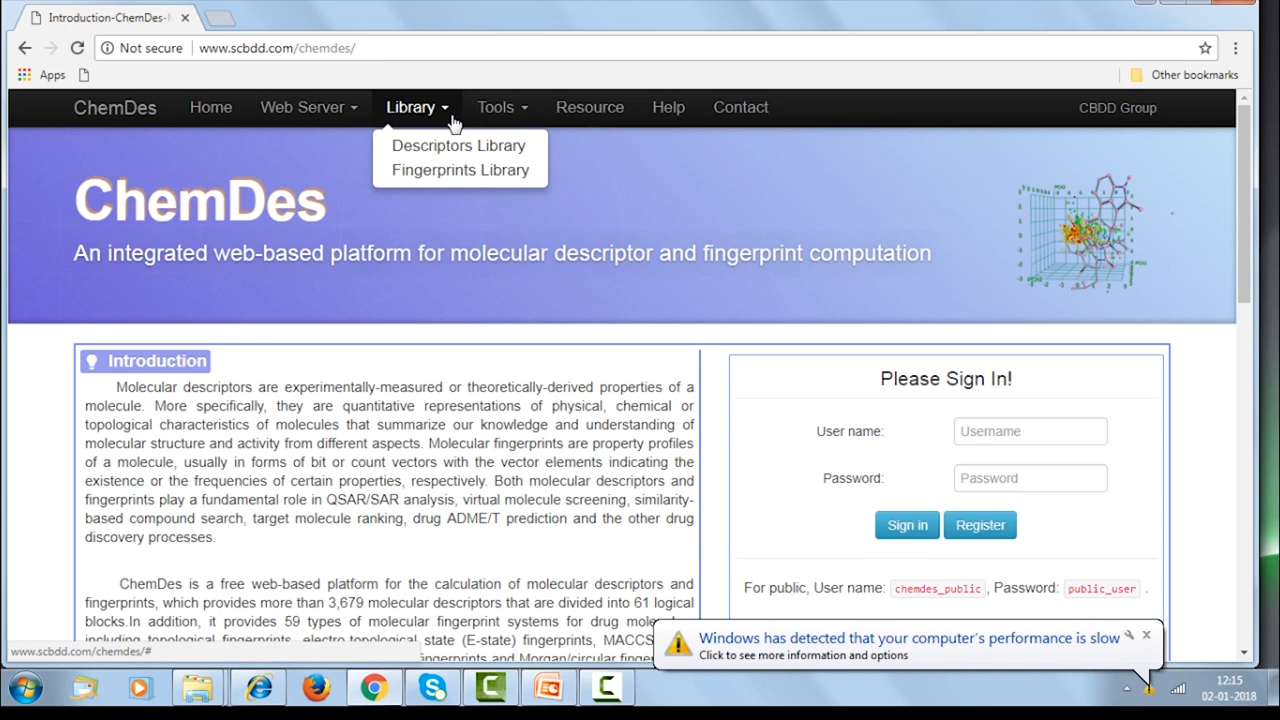 Introduction-ChemDes-
Not secure www.scbdd.com/chemdes/
Apps Other bookmarks
ChemDes Home Web Server Library Tools Resource Help Contact CBDD Group
Descriptors Library
Fingerprints Library
ChemDes
An integrated web-based platform for molecular descriptor and fingerprint computation
Introduction
Molecular descriptors are experimentally-measured or theoretically-derived properties of a
molecule. More specifically, they are quantitative representations of physical, chemical or
topological characteristics of molecules that summarize our knowledge and understanding of
molecular structure and activity from different aspects. Molecular fingerprints are property profiles
of a molecule, usually in forms of bit or count vectors with the vector elements indicating the
existence or the frequencies of certain properties, respectively. Both molecular descriptors and
fingerprints play a fundamental role in QSAR/SAR analysis, virtual molecule screening, similarity-
based compound search, target molecule ranking, drug ADME/T prediction and the other drug
discovery processes.
ChemDes is a free web-based platform for the calculation of molecular descriptors and
fingerprints, which provides more than 3,679 molecular descriptors that are divided into 61 logical
blocks.In addition, it provides 59 types of molecular fingerprint systems for drug
including topological fingerprints, electro-topological state (E-state) fingerprints, MACCS
fingerprints and Morgan/circular
Please Sign In!
User name: Username
Password: Password
Sign in Register
For public, User name: chemdes_public, Password: public_user .
Windows has detected that your computer's performance is slow
Click to see more information and options
www.scbdd.com/chemdes/#
12:15
02-01-2018